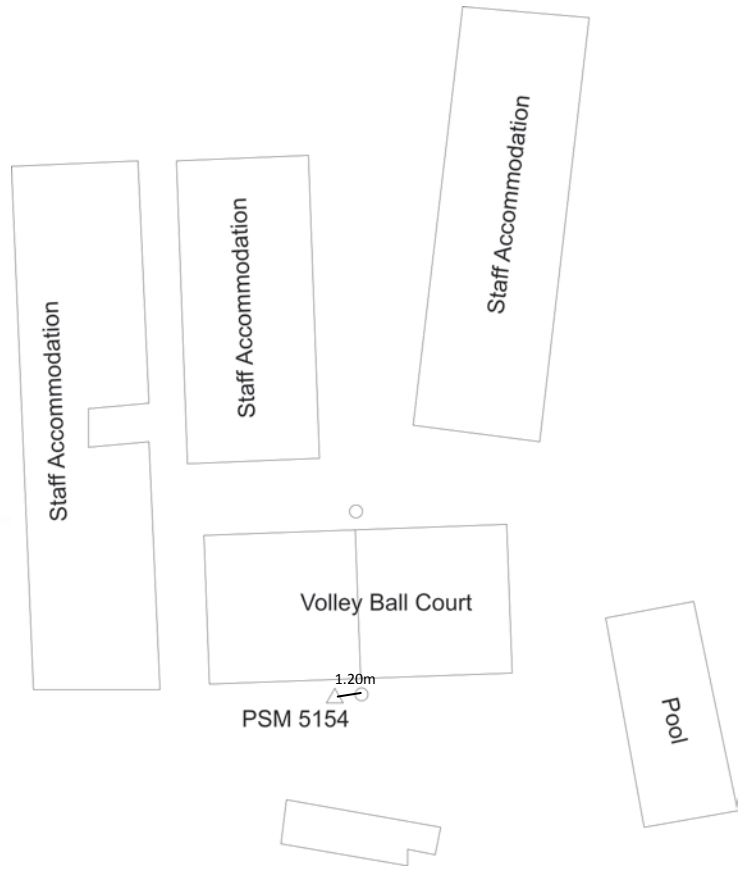 Staff Accommodation
Staff Accommodation
Staff Accommodation
Volley Ball Court
1.20m
PSM 5154
Pool